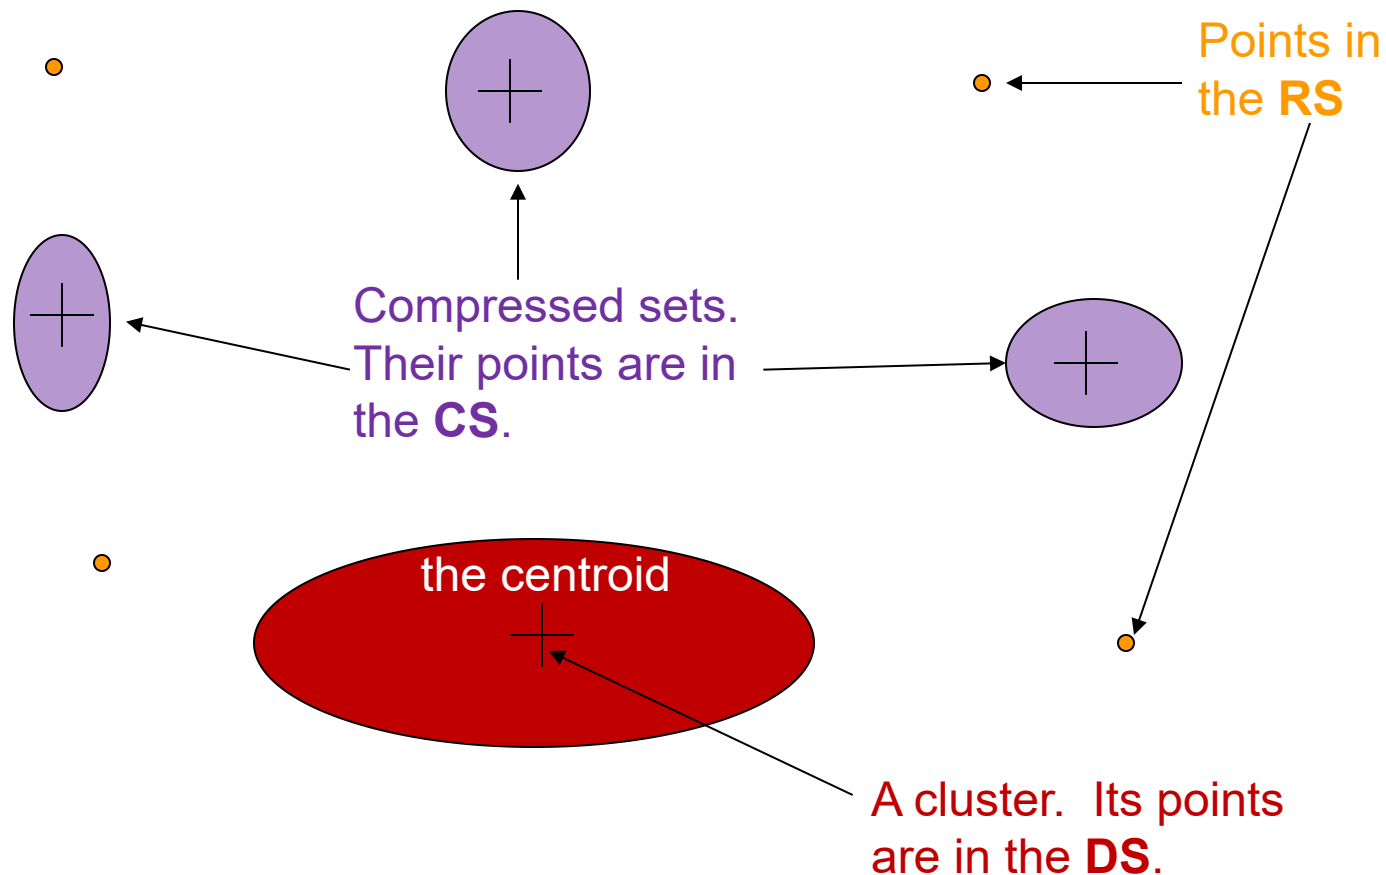 Points in
the RS
Compressed sets.
Their points are in
the CS.
the centroid
A cluster.  Its points
are in the DS.